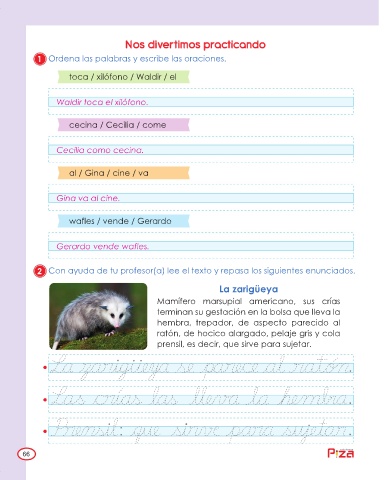 Nos divertimos practicando
1 Ordena las palabras y escribe las oraciones.
toca / xilófono / Waldir / el
Waldir toca el xilófono.
cecina / Cecilia / come
Cecilia come cecina.
al / Gina / cine / va
Gina va al cine.
wafles / vende / Gerardo
Gerardo vende wafles.
2 Con ayuda de tu profesor(a) lee el texto y repasa los siguientes enunciados.
La zarigüeya
Mamífero marsupial americano, sus crías
terminan su gestación en la bolsa que lleva la
hembra, trepador, de aspecto parecido al
ratón, de hocico alargado, pelaje gris y cola
prensil, es decir, que sirve para sujetar.
• La zarigüeya se parece al ratón.
• Las crías las lleva la hembra.
• Prensil: que sirve para sujetar.
66
Piza